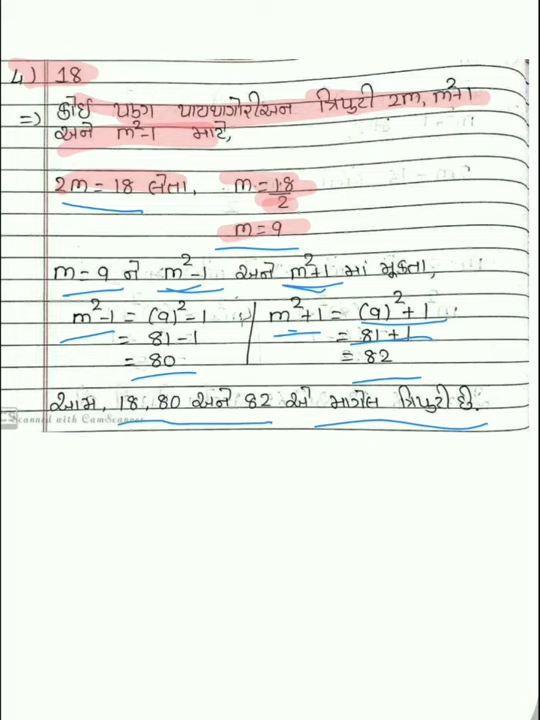 4) 18
=) કોઈ પણ પાયથાગોરીઅન ત્રિપુટી 2m, m²+1
અને m²-1 માટે,
2m = 18 લેતા, m = 18/2
m = 9
m = 9 ને m²-1 અને m²+1 માં મૂકતા,
m²-1 = (9)²-1 | m²+1 = (9)²+1
= 81-1 = 81+1
= 80 = 82
આમ, 18, 80 અને 82 એ માગેલ ત્રિપુટી છે.
Scanned with CamScanner